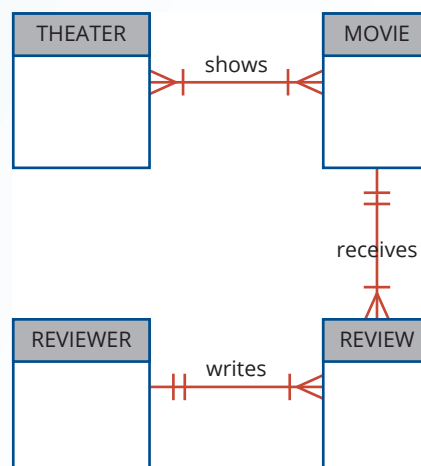 THEATER
MOVIE
shows
receives
REVIEWER
REVIEW
writes